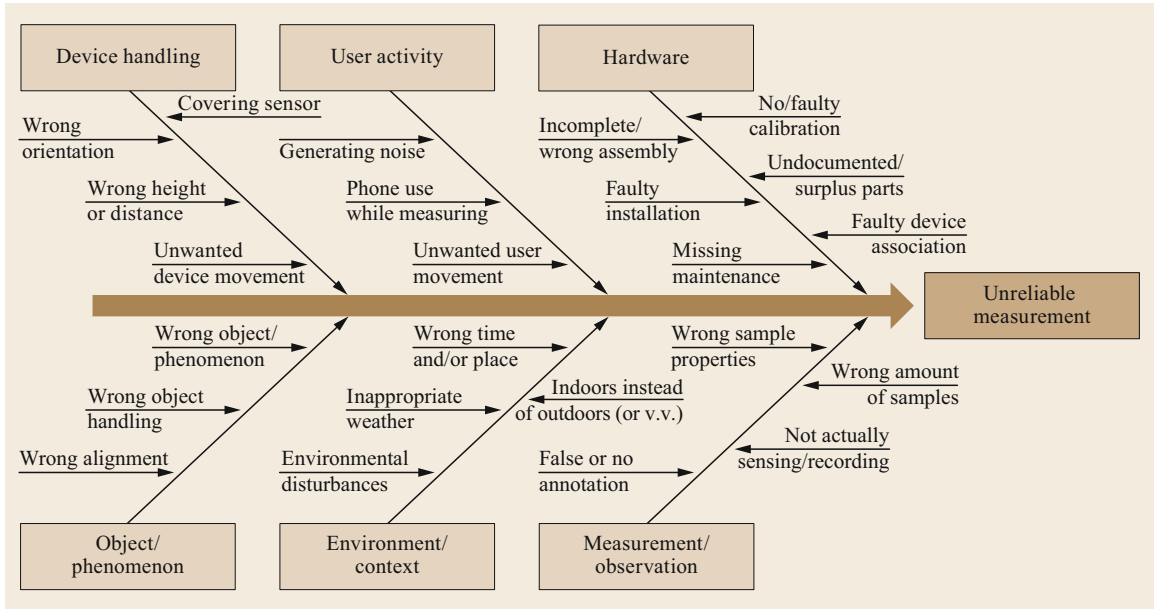 Device handling
User activity
Hardware
Covering sensor
No/faulty
calibration
Wrong
orientation
Generating noise
Incomplete/
wrong assembly
Undocumented/
surplus parts
Wrong height
or distance
Phone use
while measuring
Faulty
installation
Faulty device
association
Unwanted
device movement
Unwanted user
movement
Missing
maintenance
Unreliable
measurement
Wrong object/
phenomenon
Wrong time
and/or place
Wrong sample
properties
Wrong amount
of samples
Wrong object
handling
Inappropriate
weather
Indoors instead
of outdoors (or v.v.)
Not actually
sensing/recording
Wrong alignment
Environmental
disturbances
False or no
annotation
Object/
phenomenon
Environment/
context
Measurement/
observation